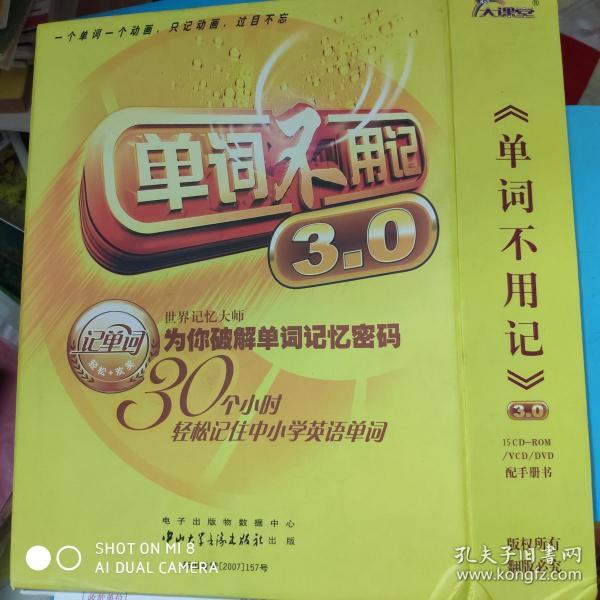 一个单词一个动画,只记动画,过目不忘
单词不用记
3.0
记单词
轻松+欢笑
世界记忆大师
为你破解单词记忆密码
30个小时
轻松记住中小学英语单词
电子出版物数据中心
中山大学音像出版社出版
[2007]157号
大课堂®
《单词不用记》
3.0
15CD-ROM
/VCD/DVD
配手册书
版权所有
翻版必究
SHOT ON MI 8
AI DUAL CAMERA
孔夫子旧书网
www.kongfz.com